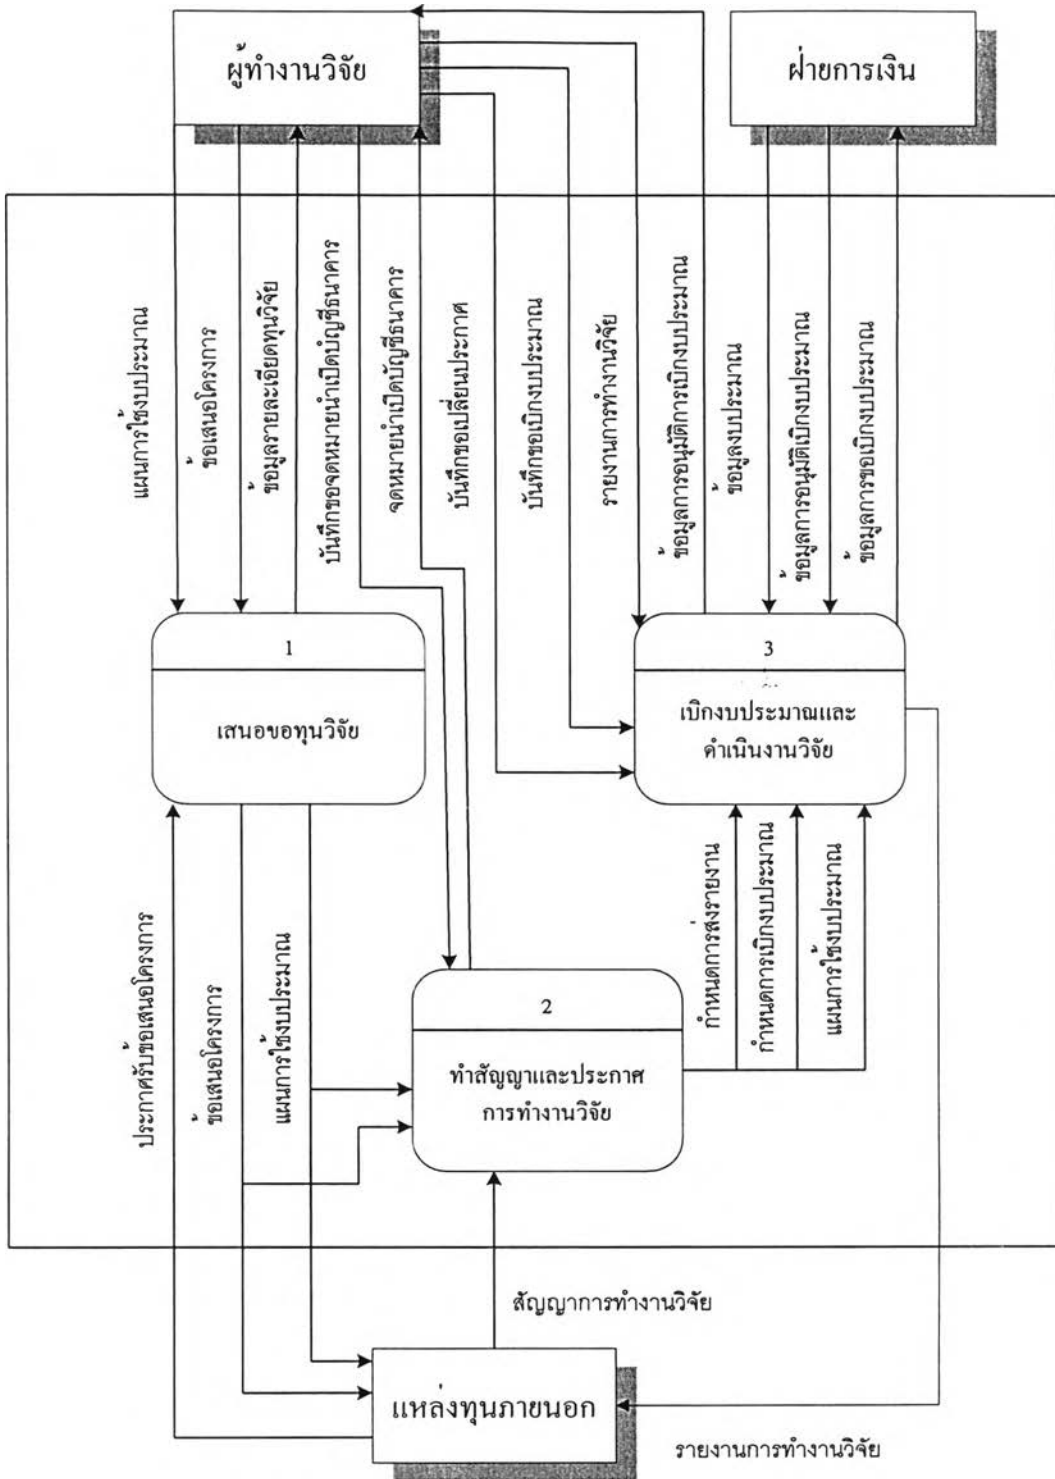 ผู้ทำงานวิจัย
ฝ่ายการเงิน
แผนการใช้งบประมาณ
ข้อเสนอโครงการ
ข้อมูลรายละเอียดทุนวิจัย
บันทึกขอจดหมายนำเปิดบัญชีธนาคาร
จดหมายนำเปิดบัญชีธนาคาร
บันทึกขอเปลี่ยนประกาศ
บันทึกขอเบิกงบประมาณ
รายงานการทำงานวิจัย
ข้อมูลการอนุมัติการเบิกงบประมาณ
ข้อมูลงบประมาณ
ข้อมูลการอนุมัติเบิกงบประมาณ
ข้อมูลการขอเบิกงบประมาณ
1
เสนอขอทุนวิจัย
3
เบิกงบประมาณและ
ดำเนินงานวิจัย
ประกาศรับข้อเสนอโครงการ
ข้อเสนอโครงการ
แผนการใช้งบประมาณ
กำหนดการส่งรายงาน
กำหนดการเบิกงบประมาณ
แผนการใช้งบประมาณ
2
ทำสัญญาและประกาศ
การทำงานวิจัย
สัญญาการทำงานวิจัย
แหล่งทุนภายนอก
รายงานการทำงานวิจัย